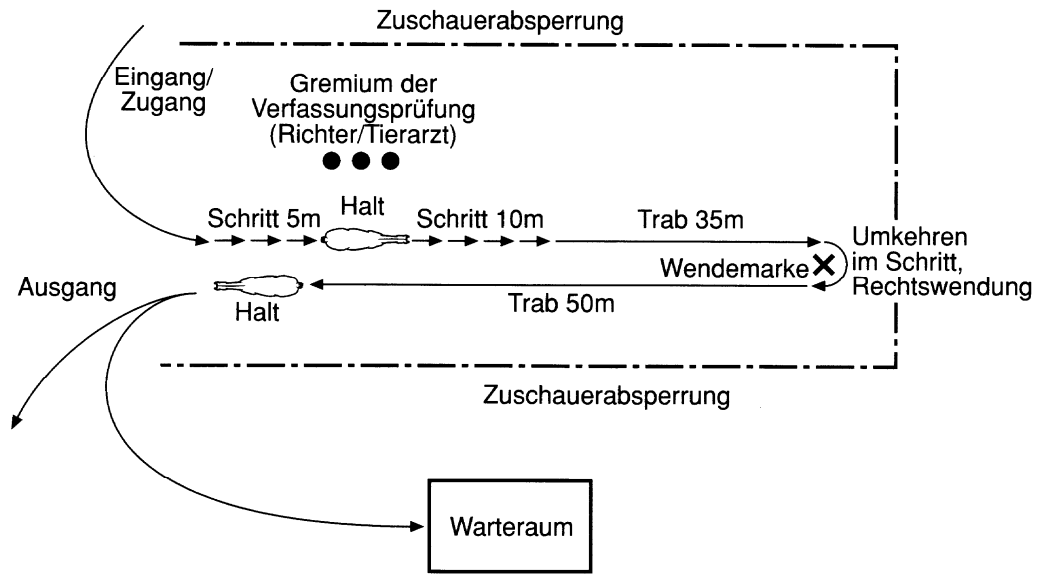 Zuschauerabsperrung
Eingang/
Zugang
Gremium der
Verfassungsprüfung
(Richter/Tierarzt)
Schritt 5m
Halt
Schritt 10m
Trab 35m
Umkehren
im Schritt,
Rechtswendung
Wendemarke
Ausgang
Halt
Trab 50m
Zuschauerabsperrung
Warteraum